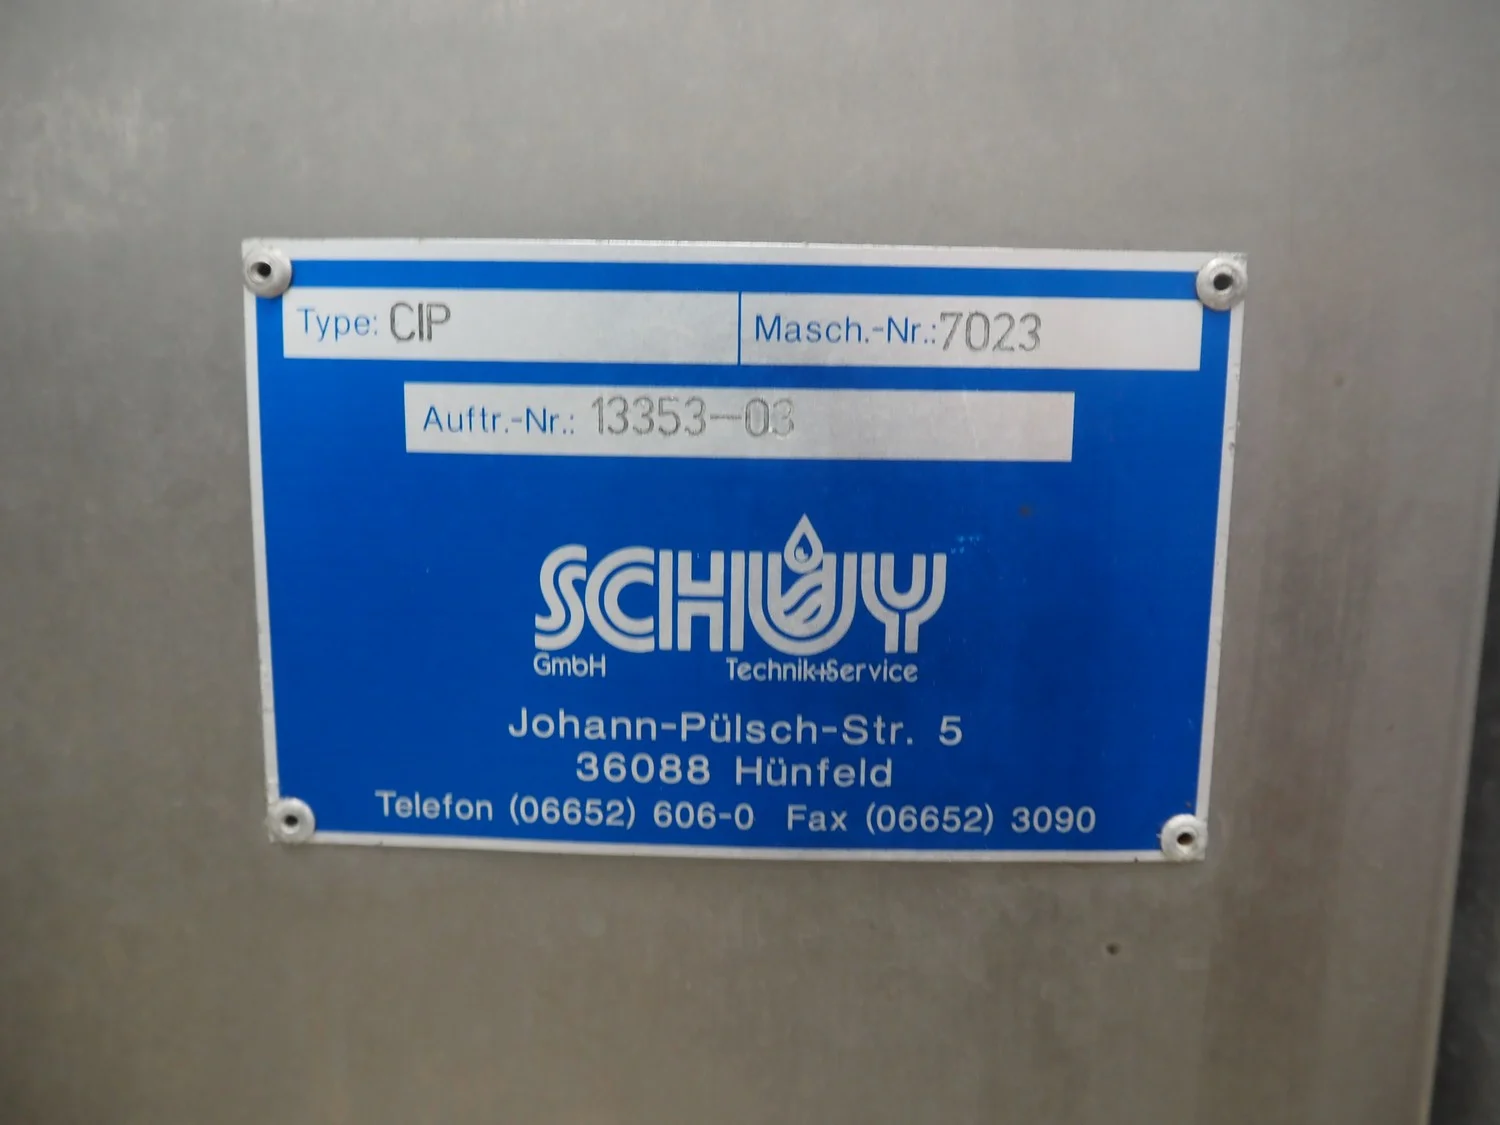 Type: CIP Masch.-Nr.: 7023
Auftr.-Nr.: 13353-03
SCHUY
GmbH Technik+Service
Johann-Pülsch-Str. 5
36088 Hünfeld
Telefon (06652) 606-0 Fax (06652) 3090